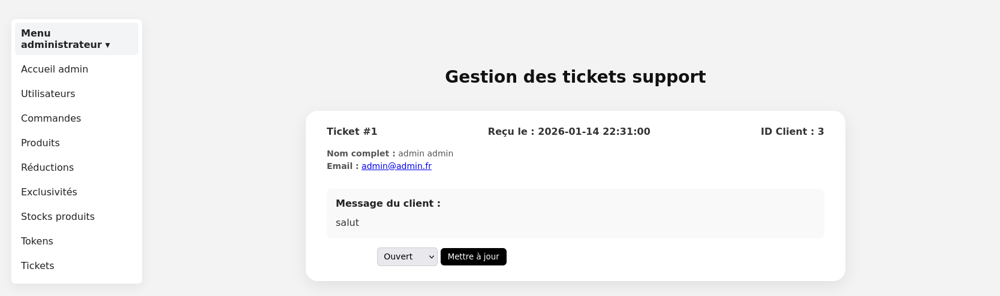 Menu
administrateur ▾
Accueil admin
Utilisateurs
Commandes
Produits
Réductions
Exclusivités
Stocks produits
Tokens
Tickets
Gestion des tickets support
Ticket #1 Reçu le : 2026-01-14 22:31:00 ID Client : 3
Nom complet : admin admin
Email : admin@admin.fr
Message du client :
salut
Ouvert Mettre à jour